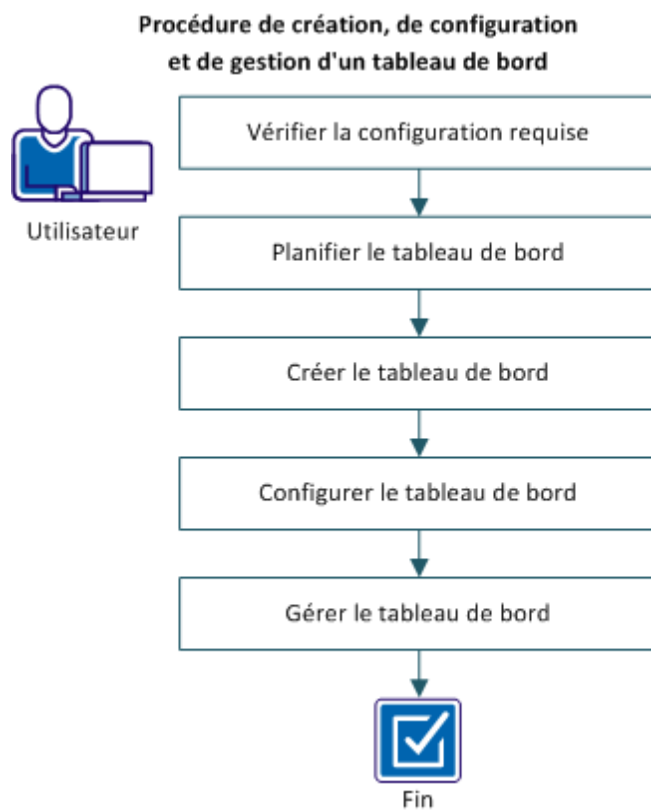 Procédure de création, de configuration
et de gestion d'un tableau de bord
Vérifier la configuration requise
Utilisateur
Planifier le tableau de bord
Créer le tableau de bord
Configurer le tableau de bord
Gérer le tableau de bord
Fin